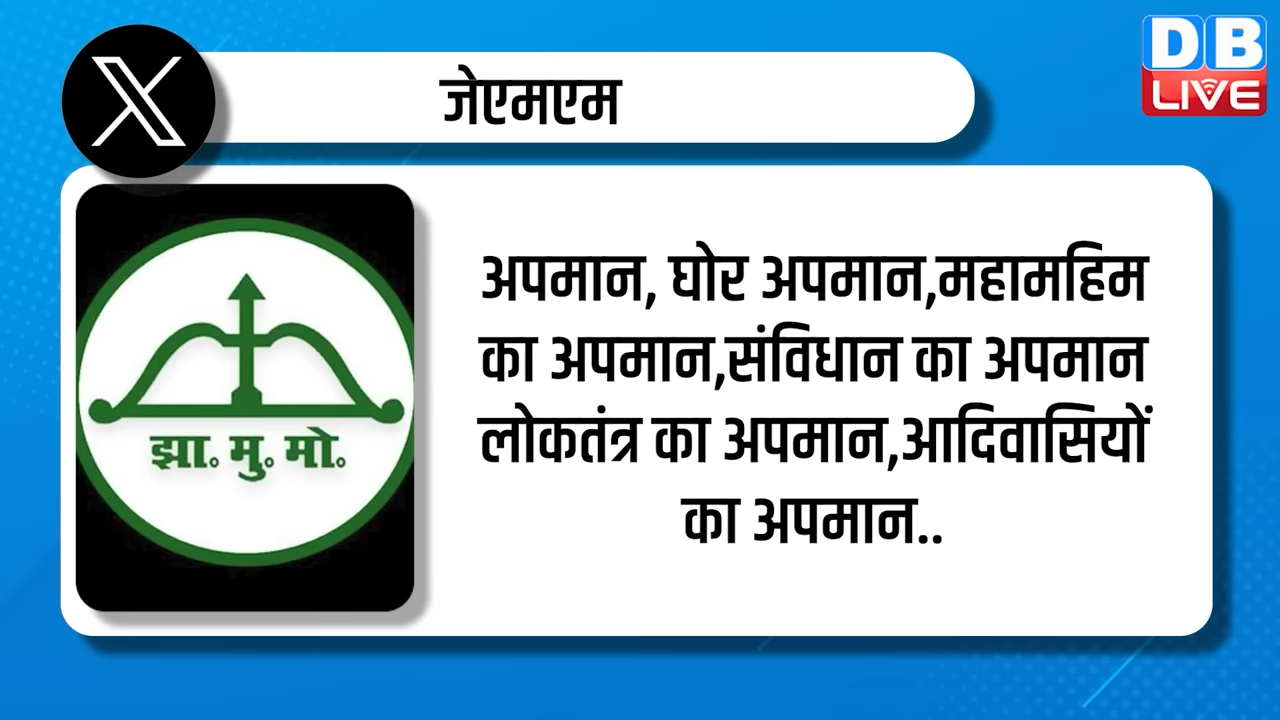 जेएमएम
DB
LIVE
झा. मु. मो.
अपमान, घोर अपमान,महामहिम
का अपमान,संविधान का अपमान
लोकतंत्र का अपमान,आदिवासियों
का अपमान..